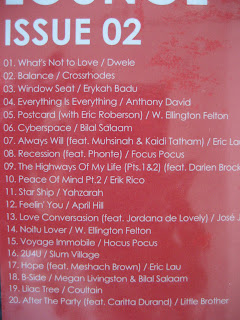 LOUNGE
ISSUE 02
01. What's Not to Love / Dwele
02. Balance / Crossrhodes
03. Window Seat / Erykah Badu
04. Everything Is Everything / Anthony David
05. Postcard (with Eric Roberson) / W. Ellington Felton
06. Cyberspace / Bilal Salaam
07. Always Will (feat. Muhsinah & Kaidi Tatham) / Eric Lau
08. Recession (feat. Phonte) / Focus Pocus
09. The Highways Of My Life (Pts.1&2) (feat. Darien Brock
10. Peace Of Mind Pt.2 / Erik Rico
11. Star Ship / Yahzarah
12. Feelin' You / April Hill
13. Love Conversasion (feat. Jordana de Lovely) / José J
14. Noitu Lover / W. Ellington Felton
15. Voyage Immobile / Hocus Pocus
16. 2U4U / Slum Village
17. Hope (feat. Meshach Brown) / Eric Lau
18. B-Side / Megan Livingston & Bilal Salaam
19. Lilac Tree / Coultain
20. After The Party (feat. Caritta Durand) / Little Brother